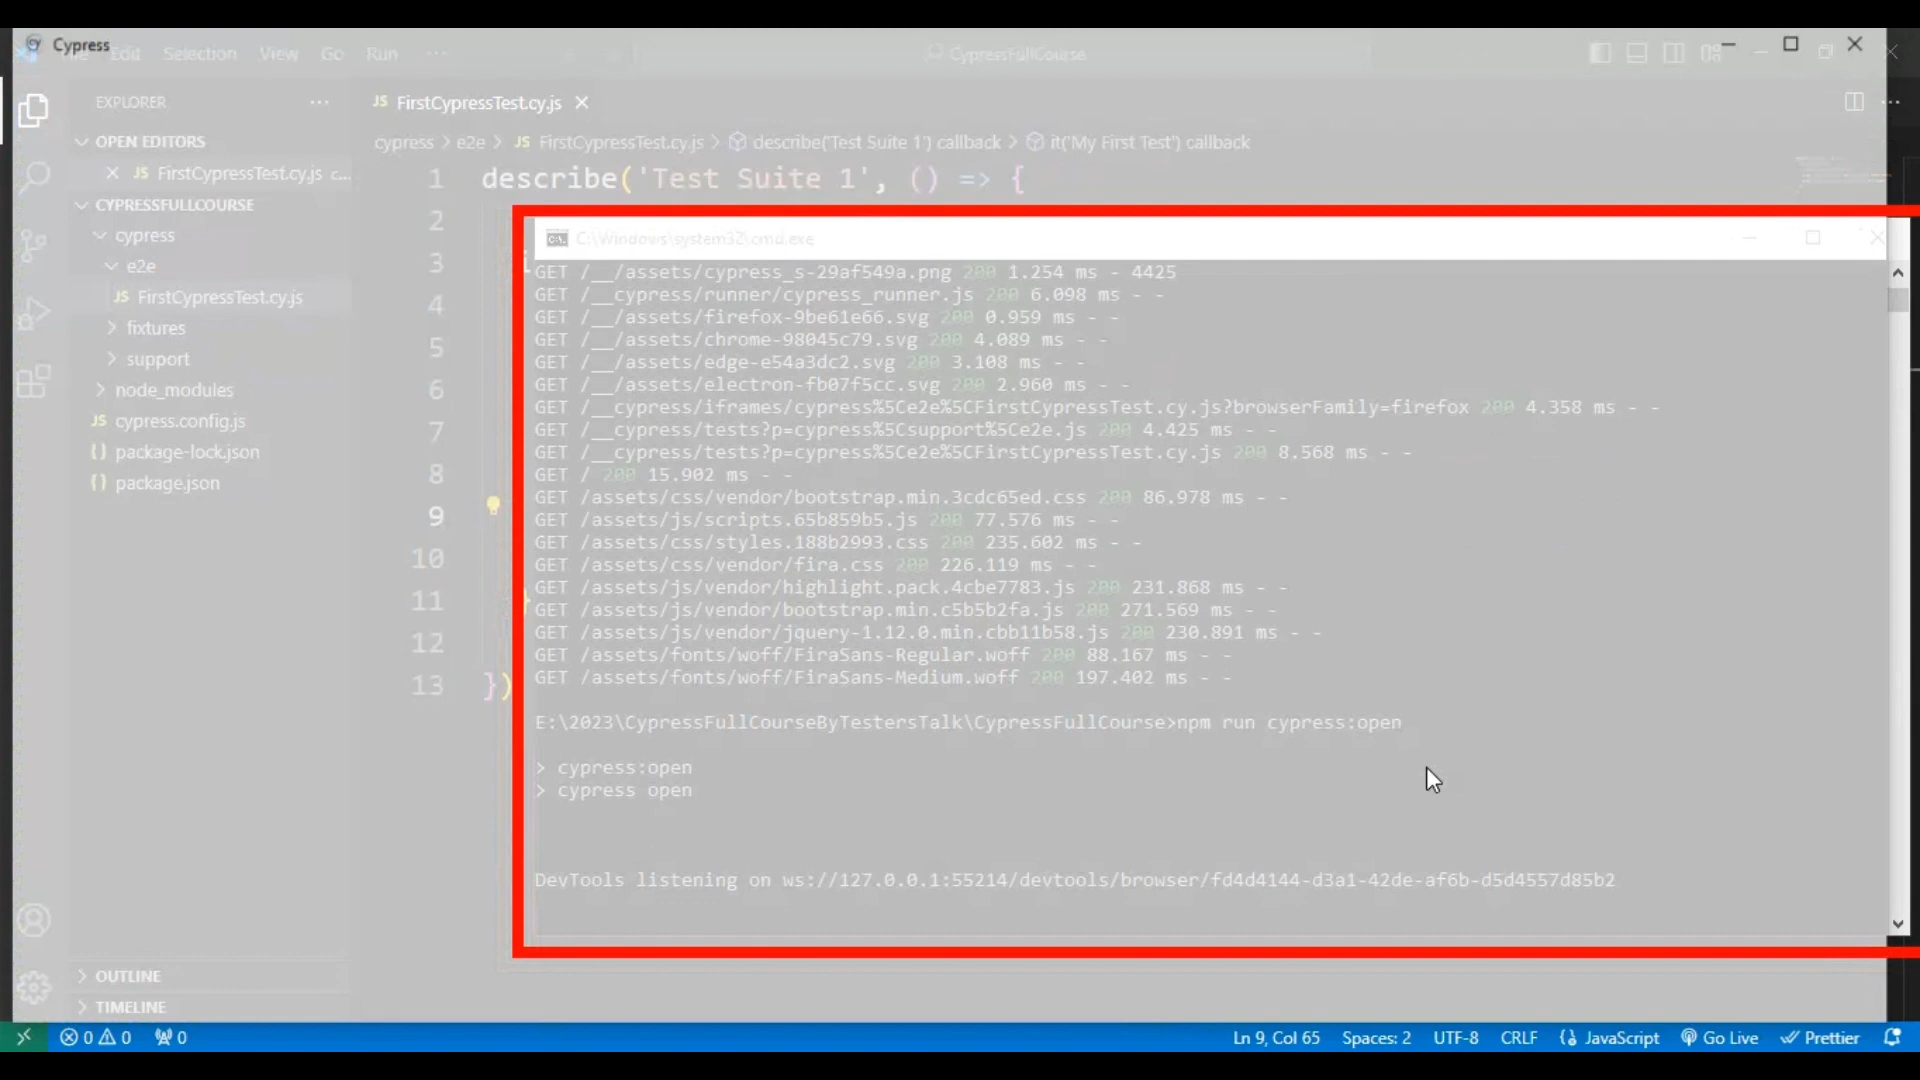 Cypress
Edit Selection View Go Run ···
CypressFullCourse
EXPLORER
OPEN EDITORS
JS FirstCypressTest.cy.js c...
CYPRESSFULLCOURSE
cypress
e2e
JS FirstCypressTest.cy.js
fixtures
support
node_modules
JS cypress.config.js
{} package-lock.json
{} package.json
OUTLINE
TIMELINE
JS FirstCypressTest.cy.js
cypress > e2e > JS FirstCypressTest.cy.js > describe('Test Suite 1') callback > it('My First Test') callback
1 describe('Test Suite 1', () => {
2
3
4
5
6
7
8
9
10
11
12
13 })
C:\Windows\system32\cmd.exe
GET /__/assets/cypress_s-29af549a.png 200 1.254 ms - 4425
GET /__cypress/runner/cypress_runner.js 200 6.098 ms - -
GET /__/assets/firefox-9be61e66.svg 200 0.959 ms - -
GET /__/assets/chrome-98045c79.svg 200 4.089 ms - -
GET /__/assets/edge-e54a3dc2.svg 200 3.108 ms - -
GET /__/assets/electron-fb07f5cc.svg 200 2.960 ms - -
GET /__cypress/iframes/cypress%5Ce2e%5CFirstCypressTest.cy.js?browserFamily=firefox 200 4.358 ms - -
GET /__cypress/tests?p=cypress%5Csupport%5Ce2e.js 200 4.425 ms - -
GET /__cypress/tests?p=cypress%5Ce2e%5CFirstCypressTest.cy.js 200 8.568 ms - -
GET / 200 15.902 ms - -
GET /assets/css/vendor/bootstrap.min.3cdc65ed.css 200 86.978 ms - -
GET /assets/js/scripts.65b859b5.js 200 77.576 ms - -
GET /assets/css/styles.188b2993.css 200 235.602 ms - -
GET /assets/css/vendor/fira.css 200 226.119 ms - -
GET /assets/js/vendor/highlight.pack.4cbe7783.js 200 231.868 ms - -
GET /assets/js/vendor/bootstrap.min.c5b5b2fa.js 200 271.569 ms - -
GET /assets/js/vendor/jquery-1.12.0.min.cbb11b58.js 200 230.891 ms - -
GET /assets/fonts/woff/FiraSans-Regular.woff 200 88.167 ms - -
GET /assets/fonts/woff/FiraSans-Medium.woff 200 197.402 ms - -
E:\2023\CypressFullCourseByTestersTalk\CypressFullCourse>npm run cypress:open
> cypress:open
> cypress open
DevTools listening on ws://127.0.0.1:55214/devtools/browser/fd4d4144-d3a1-42de-af6b-d5d4557d85b2
0 0 0 Ln 9, Col 65 Spaces: 2 UTF-8 CRLF JavaScript Go Live Prettier